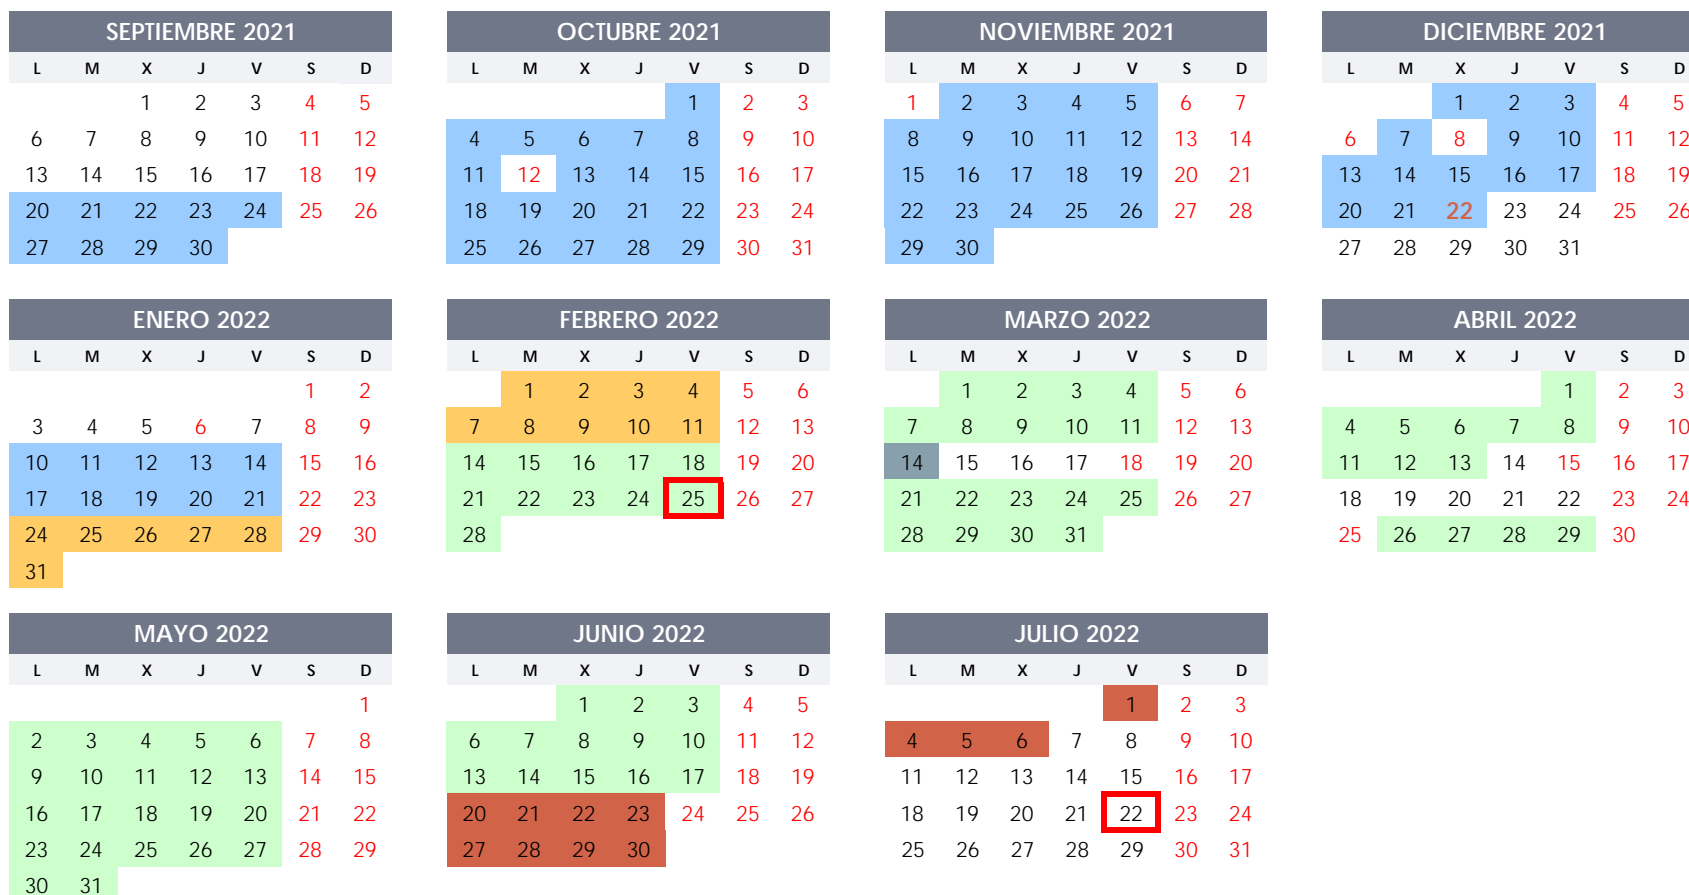 SEPTIEMBRE 2021
L M X J V S D
1 2 3 4 5
6 7 8 9 10 11 12
13 14 15 16 17 18 19
20 21 22 23 24 25 26
27 28 29 30
OCTUBRE 2021
L M X J V S D
1 2 3
4 5 6 7 8 9 10
11 12 13 14 15 16 17
18 19 20 21 22 23 24
25 26 27 28 29 30 31
NOVIEMBRE 2021
L M X J V S D
1 2 3 4 5 6 7
8 9 10 11 12 13 14
15 16 17 18 19 20 21
22 23 24 25 26 27 28
29 30
DICIEMBRE 2021
L M X J V S D
1 2 3 4 5
6 7 8 9 10 11 12
13 14 15 16 17 18 19
20 21 22 23 24 25 26
27 28 29 30 31
ENERO 2022
L M X J V S D
1 2
3 4 5 6 7 8 9
10 11 12 13 14 15 16
17 18 19 20 21 22 23
24 25 26 27 28 29 30
31
FEBRERO 2022
L M X J V S D
1 2 3 4 5 6
7 8 9 10 11 12 13
14 15 16 17 18 19 20
21 22 23 24 25 26 27
28
MARZO 2022
L M X J V S D
1 2 3 4 5 6
7 8 9 10 11 12 13
14 15 16 17 18 19 20
21 22 23 24 25 26 27
28 29 30 31
ABRIL 2022
L M X J V S D
1 2 3
4 5 6 7 8 9 10
11 12 13 14 15 16 17
18 19 20 21 22 23 24
25 26 27 28 29 30
MAYO 2022
L M X J V S D
1
2 3 4 5 6 7 8
9 10 11 12 13 14 15
16 17 18 19 20 21 22
23 24 25 26 27 28 29
30 31
JUNIO 2022
L M X J V S D
1 2 3 4 5
6 7 8 9 10 11 12
13 14 15 16 17 18 19
20 21 22 23 24 25 26
27 28 29 30
JULIO 2022
L M X J V S D
1 2 3
4 5 6 7 8 9 10
11 12 13 14 15 16 17
18 19 20 21 22 23 24
25 26 27 28 29 30 31